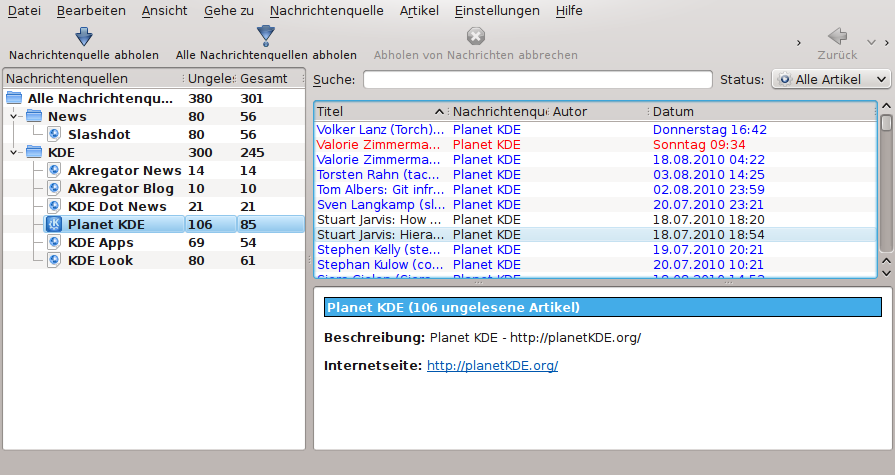 Datei Bearbeiten Ansicht Gehe zu Nachrichtenquelle Artikel Einstellungen Hilfe
Nachrichtenquelle abholen Alle Nachrichtenquellen abholen Abholen von Nachrichten abbrechen Zurück
Nachrichtenquellen Ungele: Gesamt
Alle Nachrichtenqu... 380 301
News 80 56
Slashdot 80 56
KDE 300 245
Akregator News 14 14
Akregator Blog 10 10
KDE Dot News 21 21
Planet KDE 106 85
KDE Apps 69 54
KDE Look 80 61
Suche: Status: Alle Artikel
Titel Nachrichtenqu Autor Datum
Volker Lanz (Torch)... Planet KDE Donnerstag 16:42
Valorie Zimmerma... Planet KDE Sonntag 09:34
Valorie Zimmerma... Planet KDE 18.08.2010 04:22
Torsten Rahn (tac... Planet KDE 03.08.2010 14:25
Tom Albers: Git infr... Planet KDE 02.08.2010 23:59
Sven Langkamp (sl... Planet KDE 20.07.2010 23:21
Stuart Jarvis: How ... Planet KDE 18.07.2010 18:20
Stuart Jarvis: Hiera... Planet KDE 18.07.2010 18:54
Stephen Kelly (ste... Planet KDE 19.07.2010 20:21
Stephan Kulow (co... Planet KDE 20.07.2010 10:21
Planet KDE
Planet KDE (106 ungelesene Artikel)
Beschreibung: Planet KDE - http://planetKDE.org/
Internetseite: http://planetKDE.org/